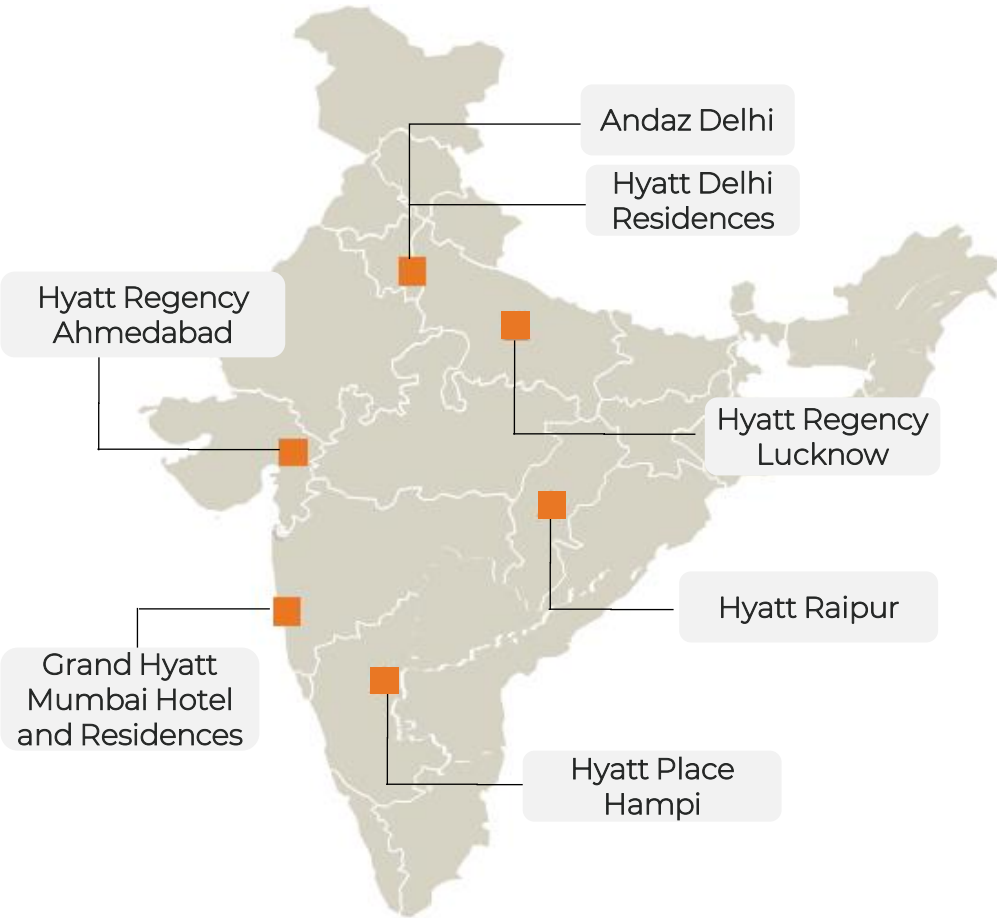 Andaz Delhi
Hyatt Delhi
Residences
Hyatt Regency
Ahmedabad
Hyatt Regency
Lucknow
Hyatt Raipur
Grand Hyatt
Mumbai Hotel
and Residences
Hyatt Place
Hampi